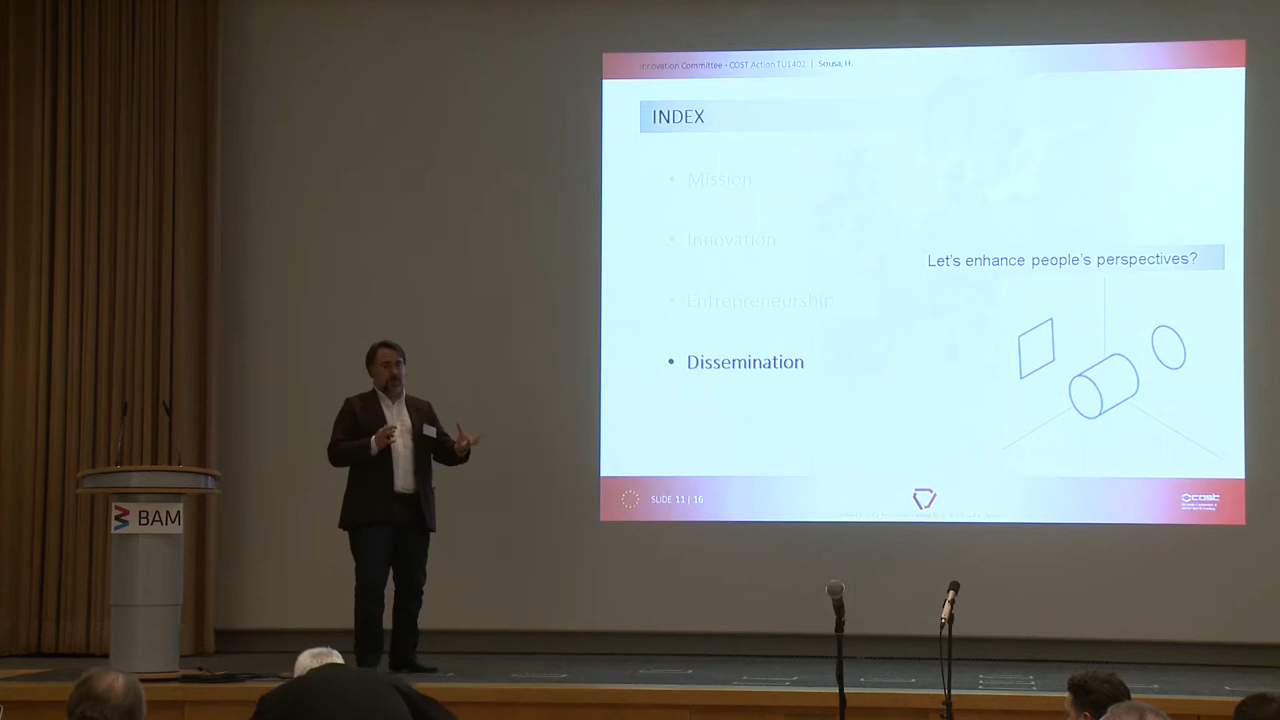 Innovation Committee - COST Action TU1402 | Sousa, H.
INDEX
• Mission
• Innovation
Let's enhance people's perspectives?
• Entrepreneurship
• Dissemination
SLIDE 11 | 16
cost
BAM